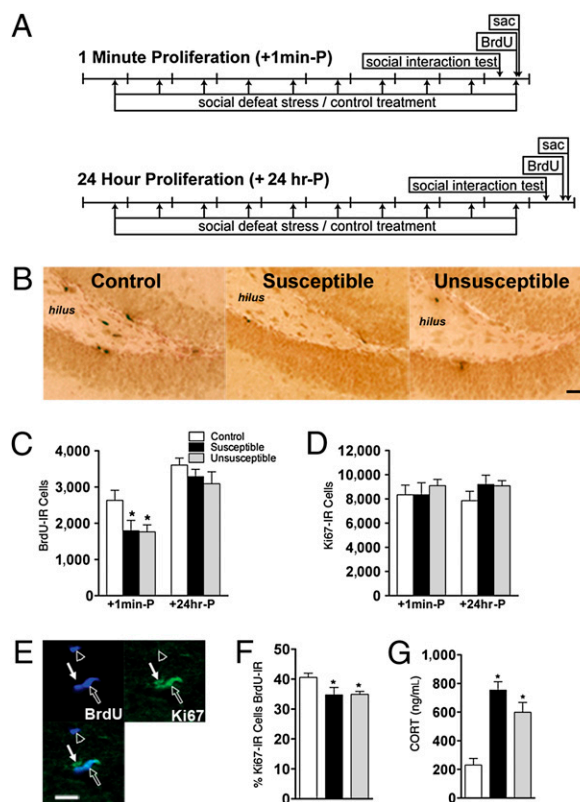 A
sac
BrdU
1 Minute Proliferation (+1min-P)
social interaction test
social defeat stress / control treatment
sac
BrdU
24 Hour Proliferation (+ 24 hr-P)
social interaction test
social defeat stress / control treatment
B
Control
Susceptible
Unsusceptible
hilus
hilus
hilus
C
Control
Susceptible
Unsusceptible
BrdU-IR Cells
4,000
3,000
2,000
1,000
0
* *
+1min-P
+24hr-P
D
Ki67-IR Cells
14,000
12,000
10,000
8,000
6,000
4,000
2,000
0
+1min-P
+24hr-P
E
BrdU
Ki67
F
% Ki67-IR Cells BrdU-IR
50
40
30
20
10
0
* *
G
CORT (ng/mL)
1,000
800
600
400
200
0
* *